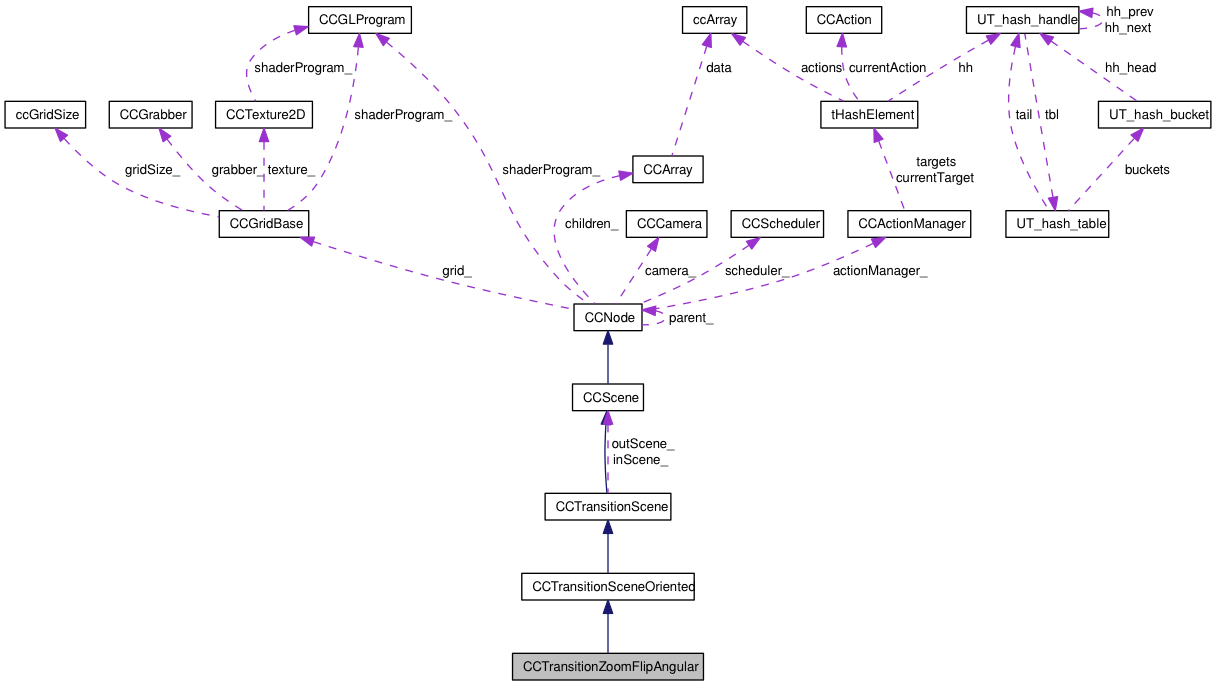 CCGLProgram
ccArray
CCAction
UT_hash_handle
hh_prev
hh_next
shaderProgram_
data
actions
currentAction
hh
hh_head
ccGridSize
CCGrabber
CCTexture2D
shaderProgram_
tHashElement
tail
tbl
UT_hash_bucket
gridSize_
grabber_
texture_
shaderProgram_
CCArray
targets
currentTarget
buckets
CCGridBase
children_
CCCamera
CCScheduler
CCActionManager
UT_hash_table
grid_
camera_
scheduler_
actionManager_
CCNode
parent_
CCScene
outScene_
inScene_
CCTransitionScene
CCTransitionSceneOriented
CCTransitionZoomFlipAngular